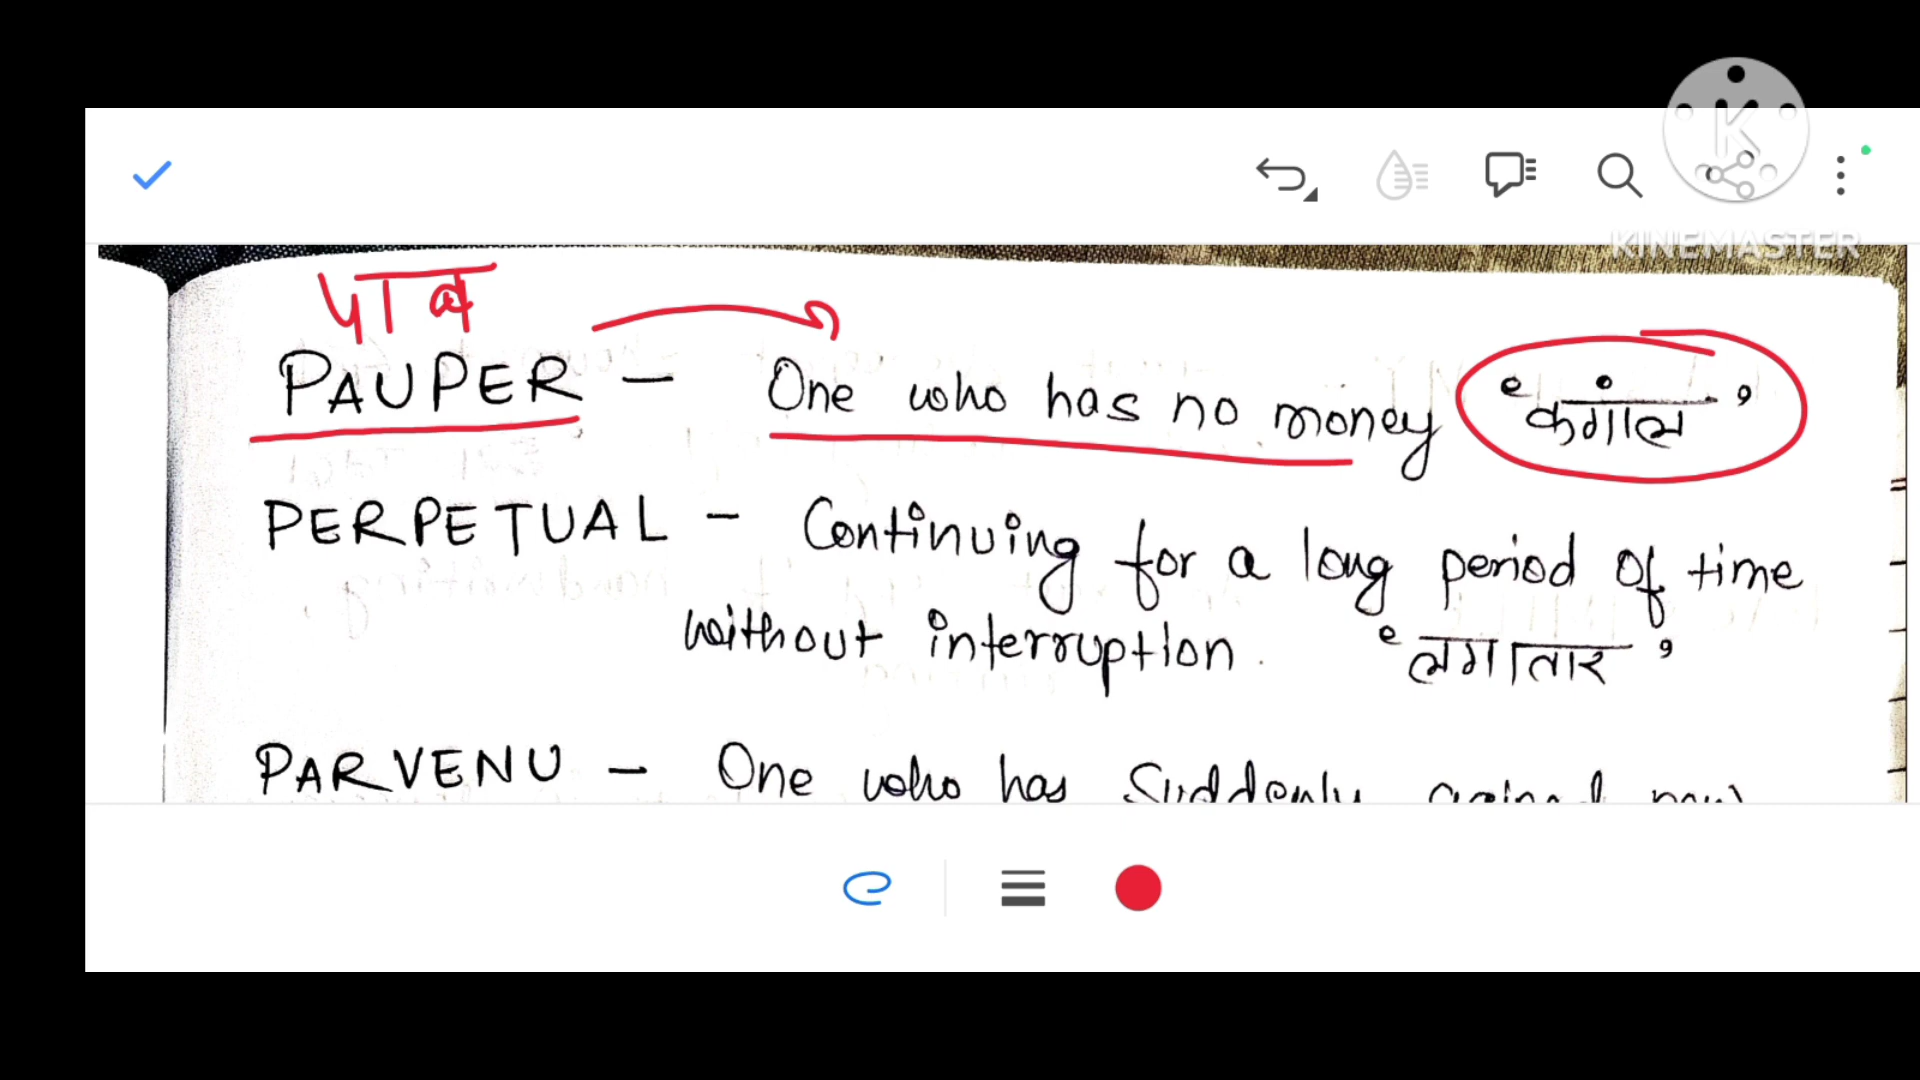 KINEMASTER
पाव
PAUPER - One who has no money ‘कंगाल’
PERPETUAL - Continuing for a long period of time
without interruption. ‘लगातार’
PARVENU - One who has Suddenly